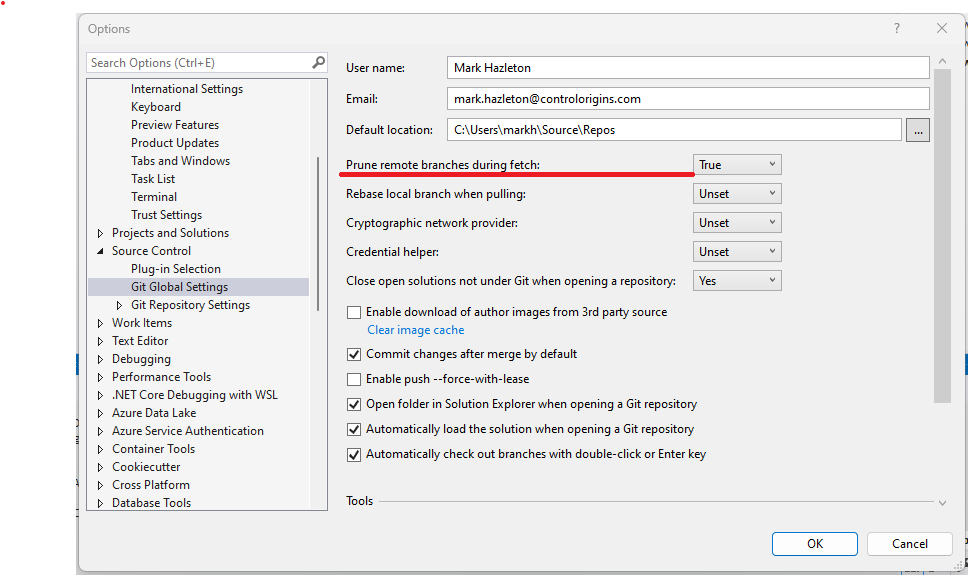 Options
?
Search Options (Ctrl+E)
International Settings
Keyboard
Preview Features
Product Updates
Tabs and Windows
Task List
Terminal
Trust Settings
Projects and Solutions
Source Control
Plug-in Selection
Git Global Settings
Git Repository Settings
Work Items
Text Editor
Debugging
Performance Tools
.NET Core Debugging with WSL
Azure Data Lake
Azure Service Authentication
Container Tools
Cookiecutter
Cross Platform
Database Tools
User name: Mark Hazleton
Email: mark.hazleton@controlorigins.com
Default location: C:\Users\markh\Source\Repos ...
Prune remote branches during fetch: True
Rebase local branch when pulling: Unset
Cryptographic network provider: Unset
Credential helper: Unset
Close open solutions not under Git when opening a repository: Yes
Enable download of author images from 3rd party source
Clear image cache
Commit changes after merge by default
Enable push --force-with-lease
Open folder in Solution Explorer when opening a Git repository
Automatically load the solution when opening a Git repository
Automatically check out branches with double-click or Enter key
Tools
OK Cancel